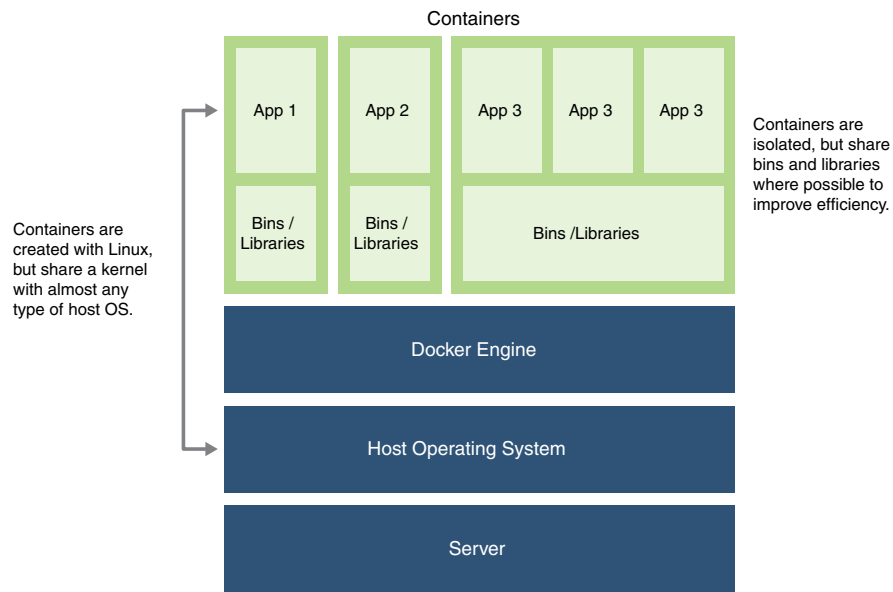 Containers
App 1
App 2
App 3
App 3
App 3
Bins /
Libraries
Bins /
Libraries
Bins /Libraries
Containers are
isolated, but share
bins and libraries
where possible to
improve efficiency.
Containers are
created with Linux,
but share a kernel
with almost any
type of host OS.
Docker Engine
Host Operating System
Server